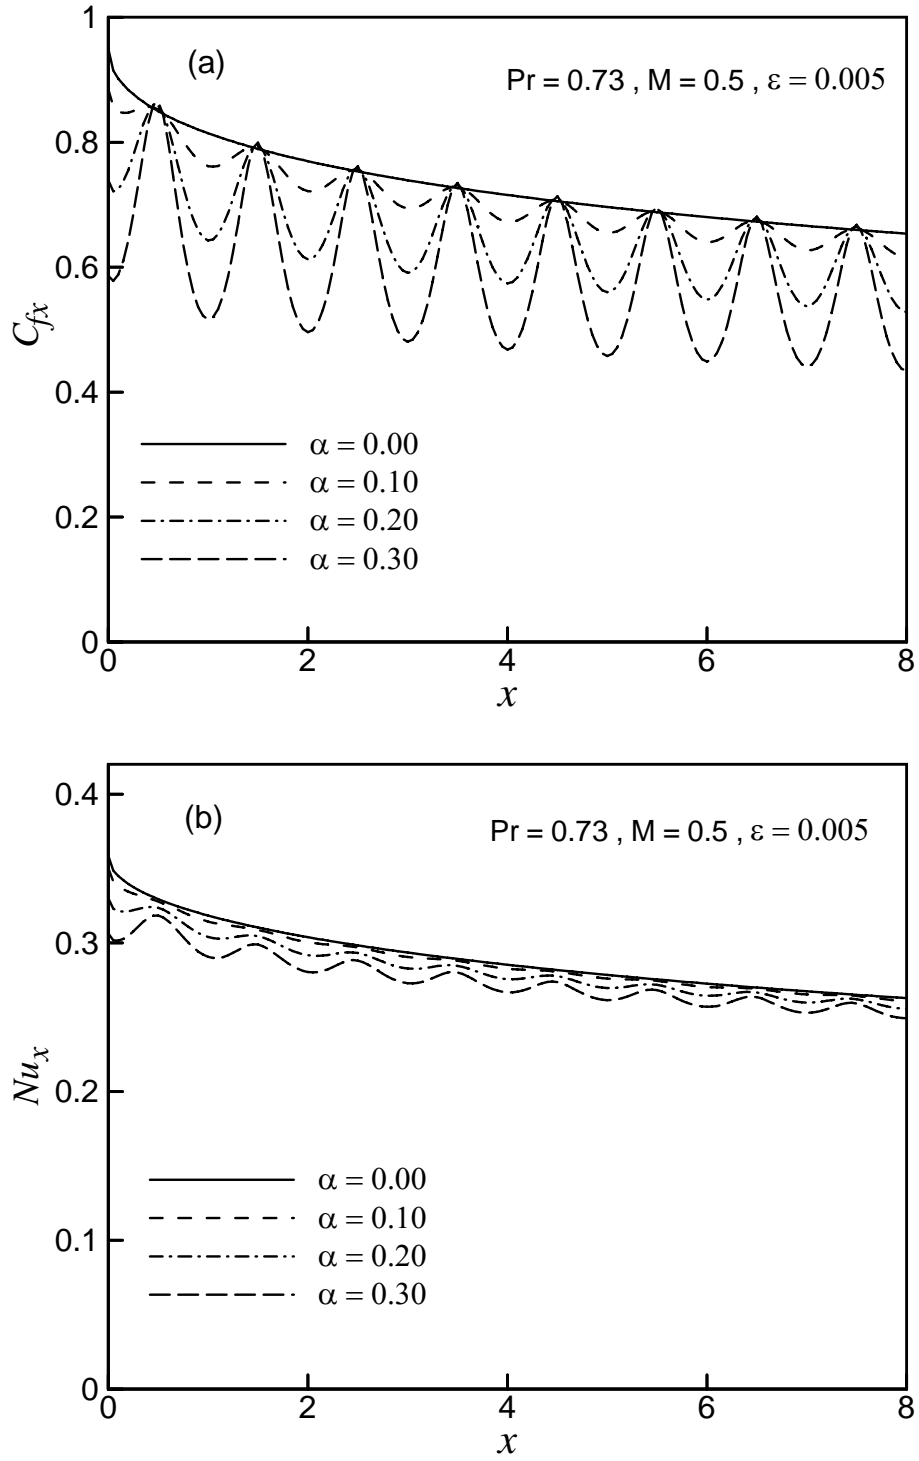 1
(a)
Pr = 0.73 , M = 0.5 , ε = 0.005
0.8
0.6
C_fx
0.4
α = 0.00
α = 0.10
0.2
α = 0.20
α = 0.30
0
0 2 4 6 8
x
0.4
(b)
Pr = 0.73 , M = 0.5 , ε = 0.005
0.3
Nu_x
0.2
α = 0.00
α = 0.10
0.1
α = 0.20
α = 0.30
0
0 2 4 6 8
x